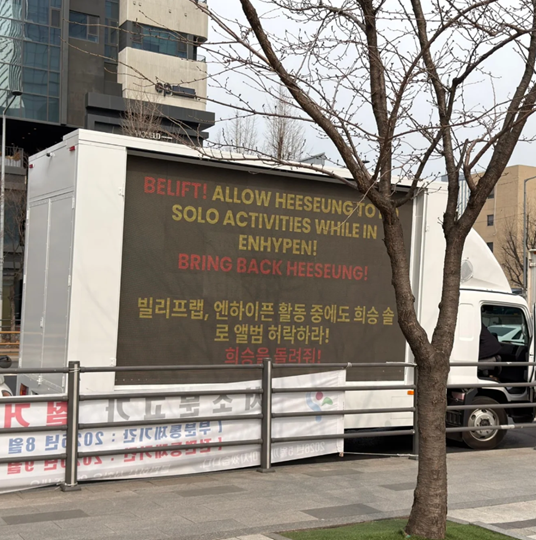 BELIFT! ALLOW HEESEUNG TO
SOLO ACTIVITIES WHILE IN
ENHYPEN!
BRING BACK HEESEUNG!
빌리프랩, 엔하이픈 활동 중에도 희승 솔
로 앨범 허락하라!
희승을 돌려줘!